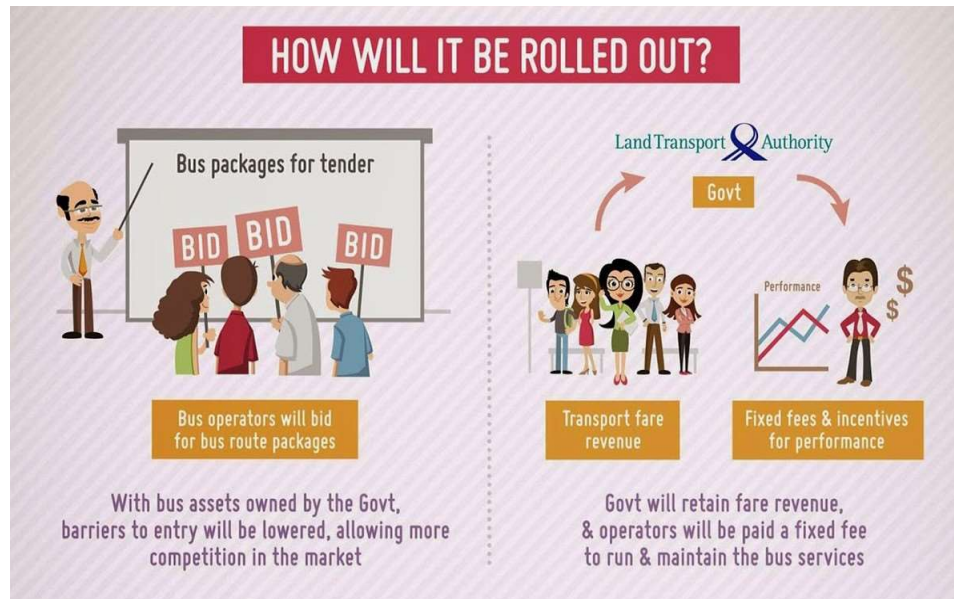 HOW WILL IT BE ROLLED OUT?
Bus packages for tender
BID
BID
BID
Bus operators will bid
for bus route packages
With bus assets owned by the Govt,
barriers to entry will be lowered, allowing more
competition in the market
Land Transport Authority
Govt
Performance
$
$
Transport fare
revenue
Fixed fees & incentives
for performance
Govt will retain fare revenue,
& operators will be paid a fixed fee
to run & maintain the bus services